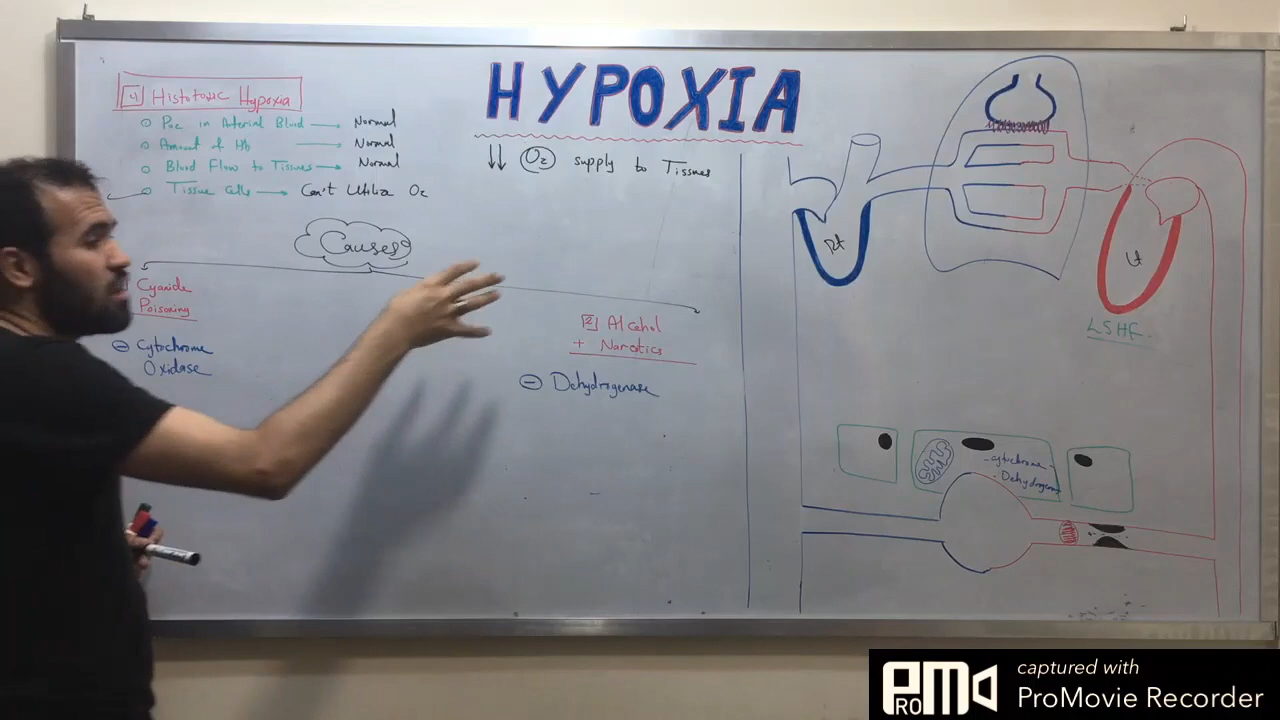 HYPOXIA
↓↓ O₂ supply to Tissues
4 Histotoxic Hypoxia
Po₂ in Arterial Blood → Normal
Amount of Hb → Normal
Blood Flow to Tissues → Normal
Tissue Cells → Can't Utilize O₂
Causes
Cyanide
Poisoning
⊖ Cytochrome
Oxidase
2 Alcohol
+ Narcotics
⊖ Dehydrogenase
Rt
Lt
LSHF
- cytochrome
- Dehydrogenase
PRO M
captured with
ProMovie Recorder